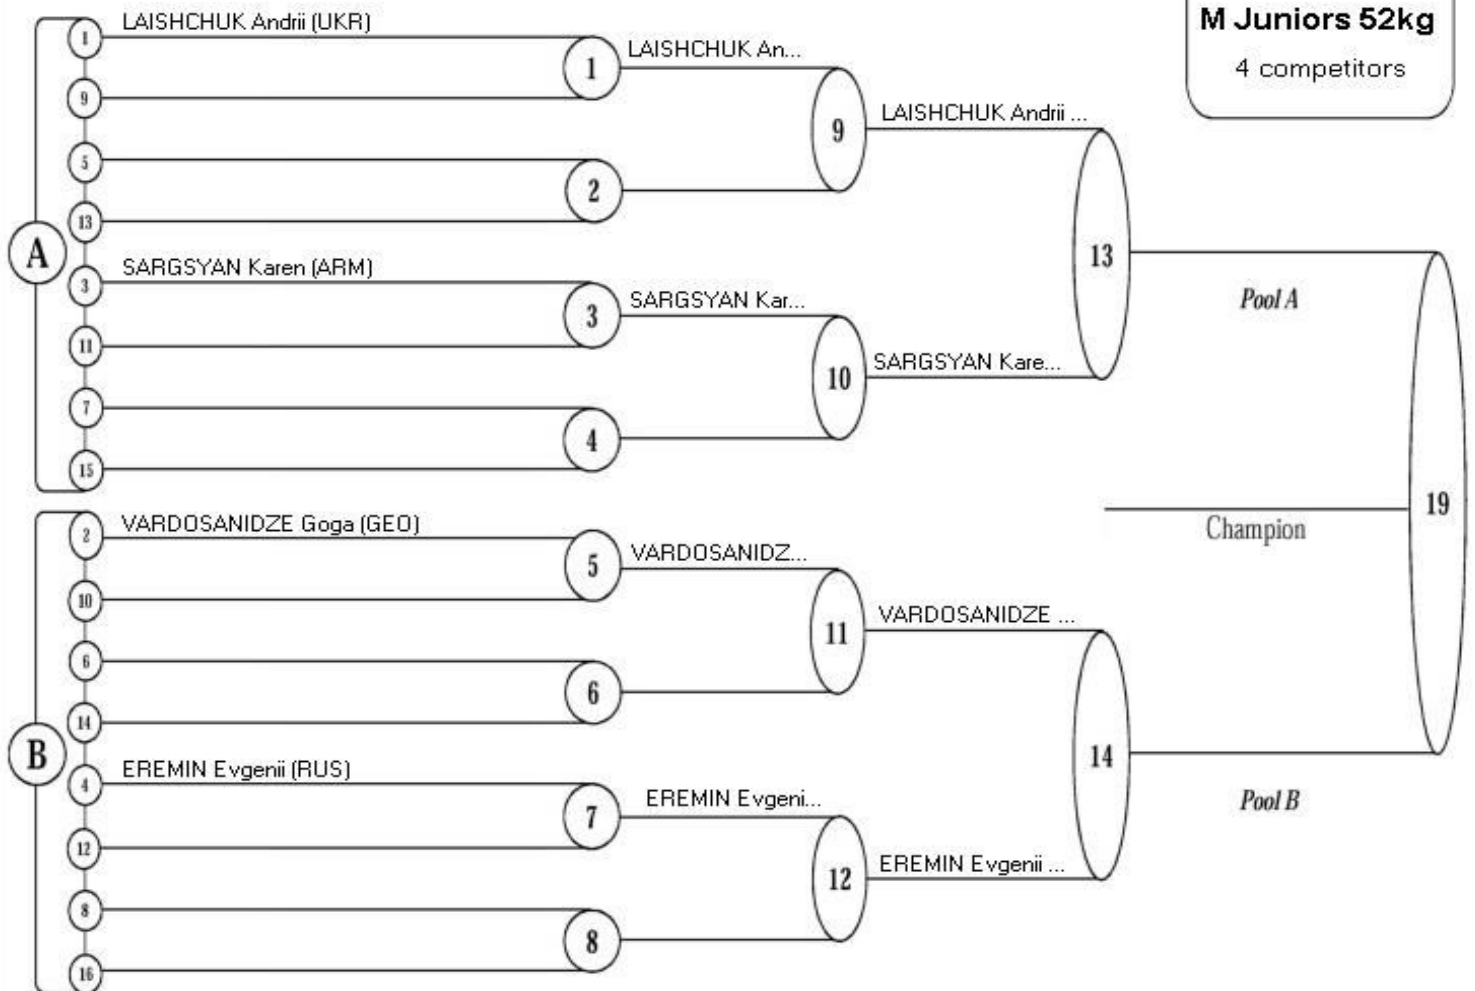 M Juniors 52kg
4 competitors
A
1 LAISHCHUK Andrii (UKR)
9
5
13
3 SARGSYAN Karen (ARM)
11
7
15
B
2 VARDOSANIDZE Goga (GEO)
10
6
14
4 EREMIN Evgenii (RUS)
12
8
16
1 LAISHCHUK An...
2
3 SARGSYAN Kar...
4
5 VARDOSANIDZ...
6
7 EREMIN Evgeni...
8
9 LAISHCHUK Andrii ...
10 SARGSYAN Kare...
11 VARDOSANIDZE ...
12 EREMIN Evgenii ...
13
Pool A
14
Pool B
19
Champion